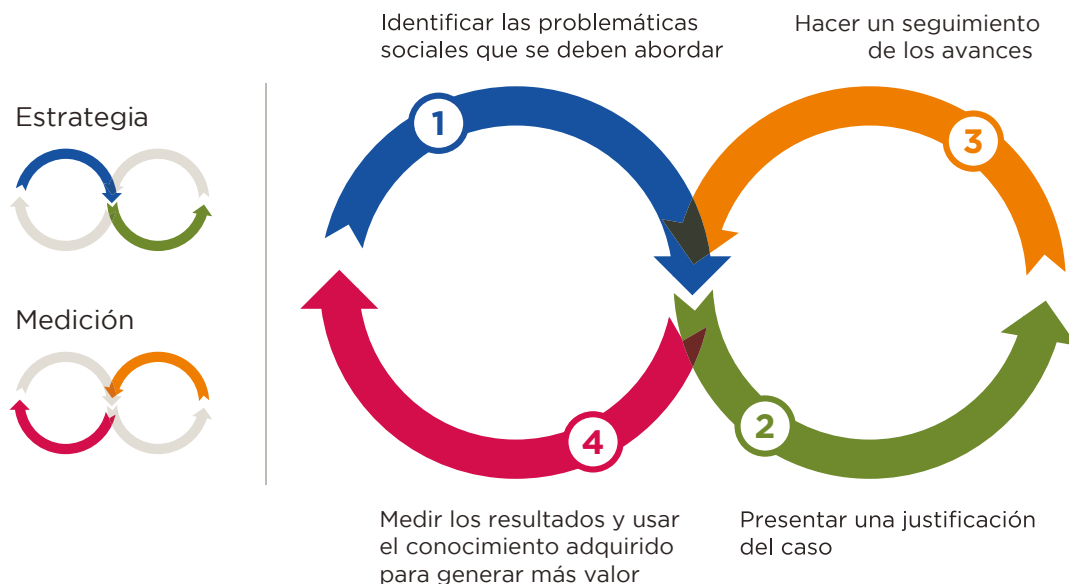 Estrategia
Medición
Identificar las problemáticas
sociales que se deben abordar
1
Hacer un seguimiento
de los avances
3
4
Medir los resultados y usar
el conocimiento adquirido
para generar más valor
2
Presentar una justificación
del caso